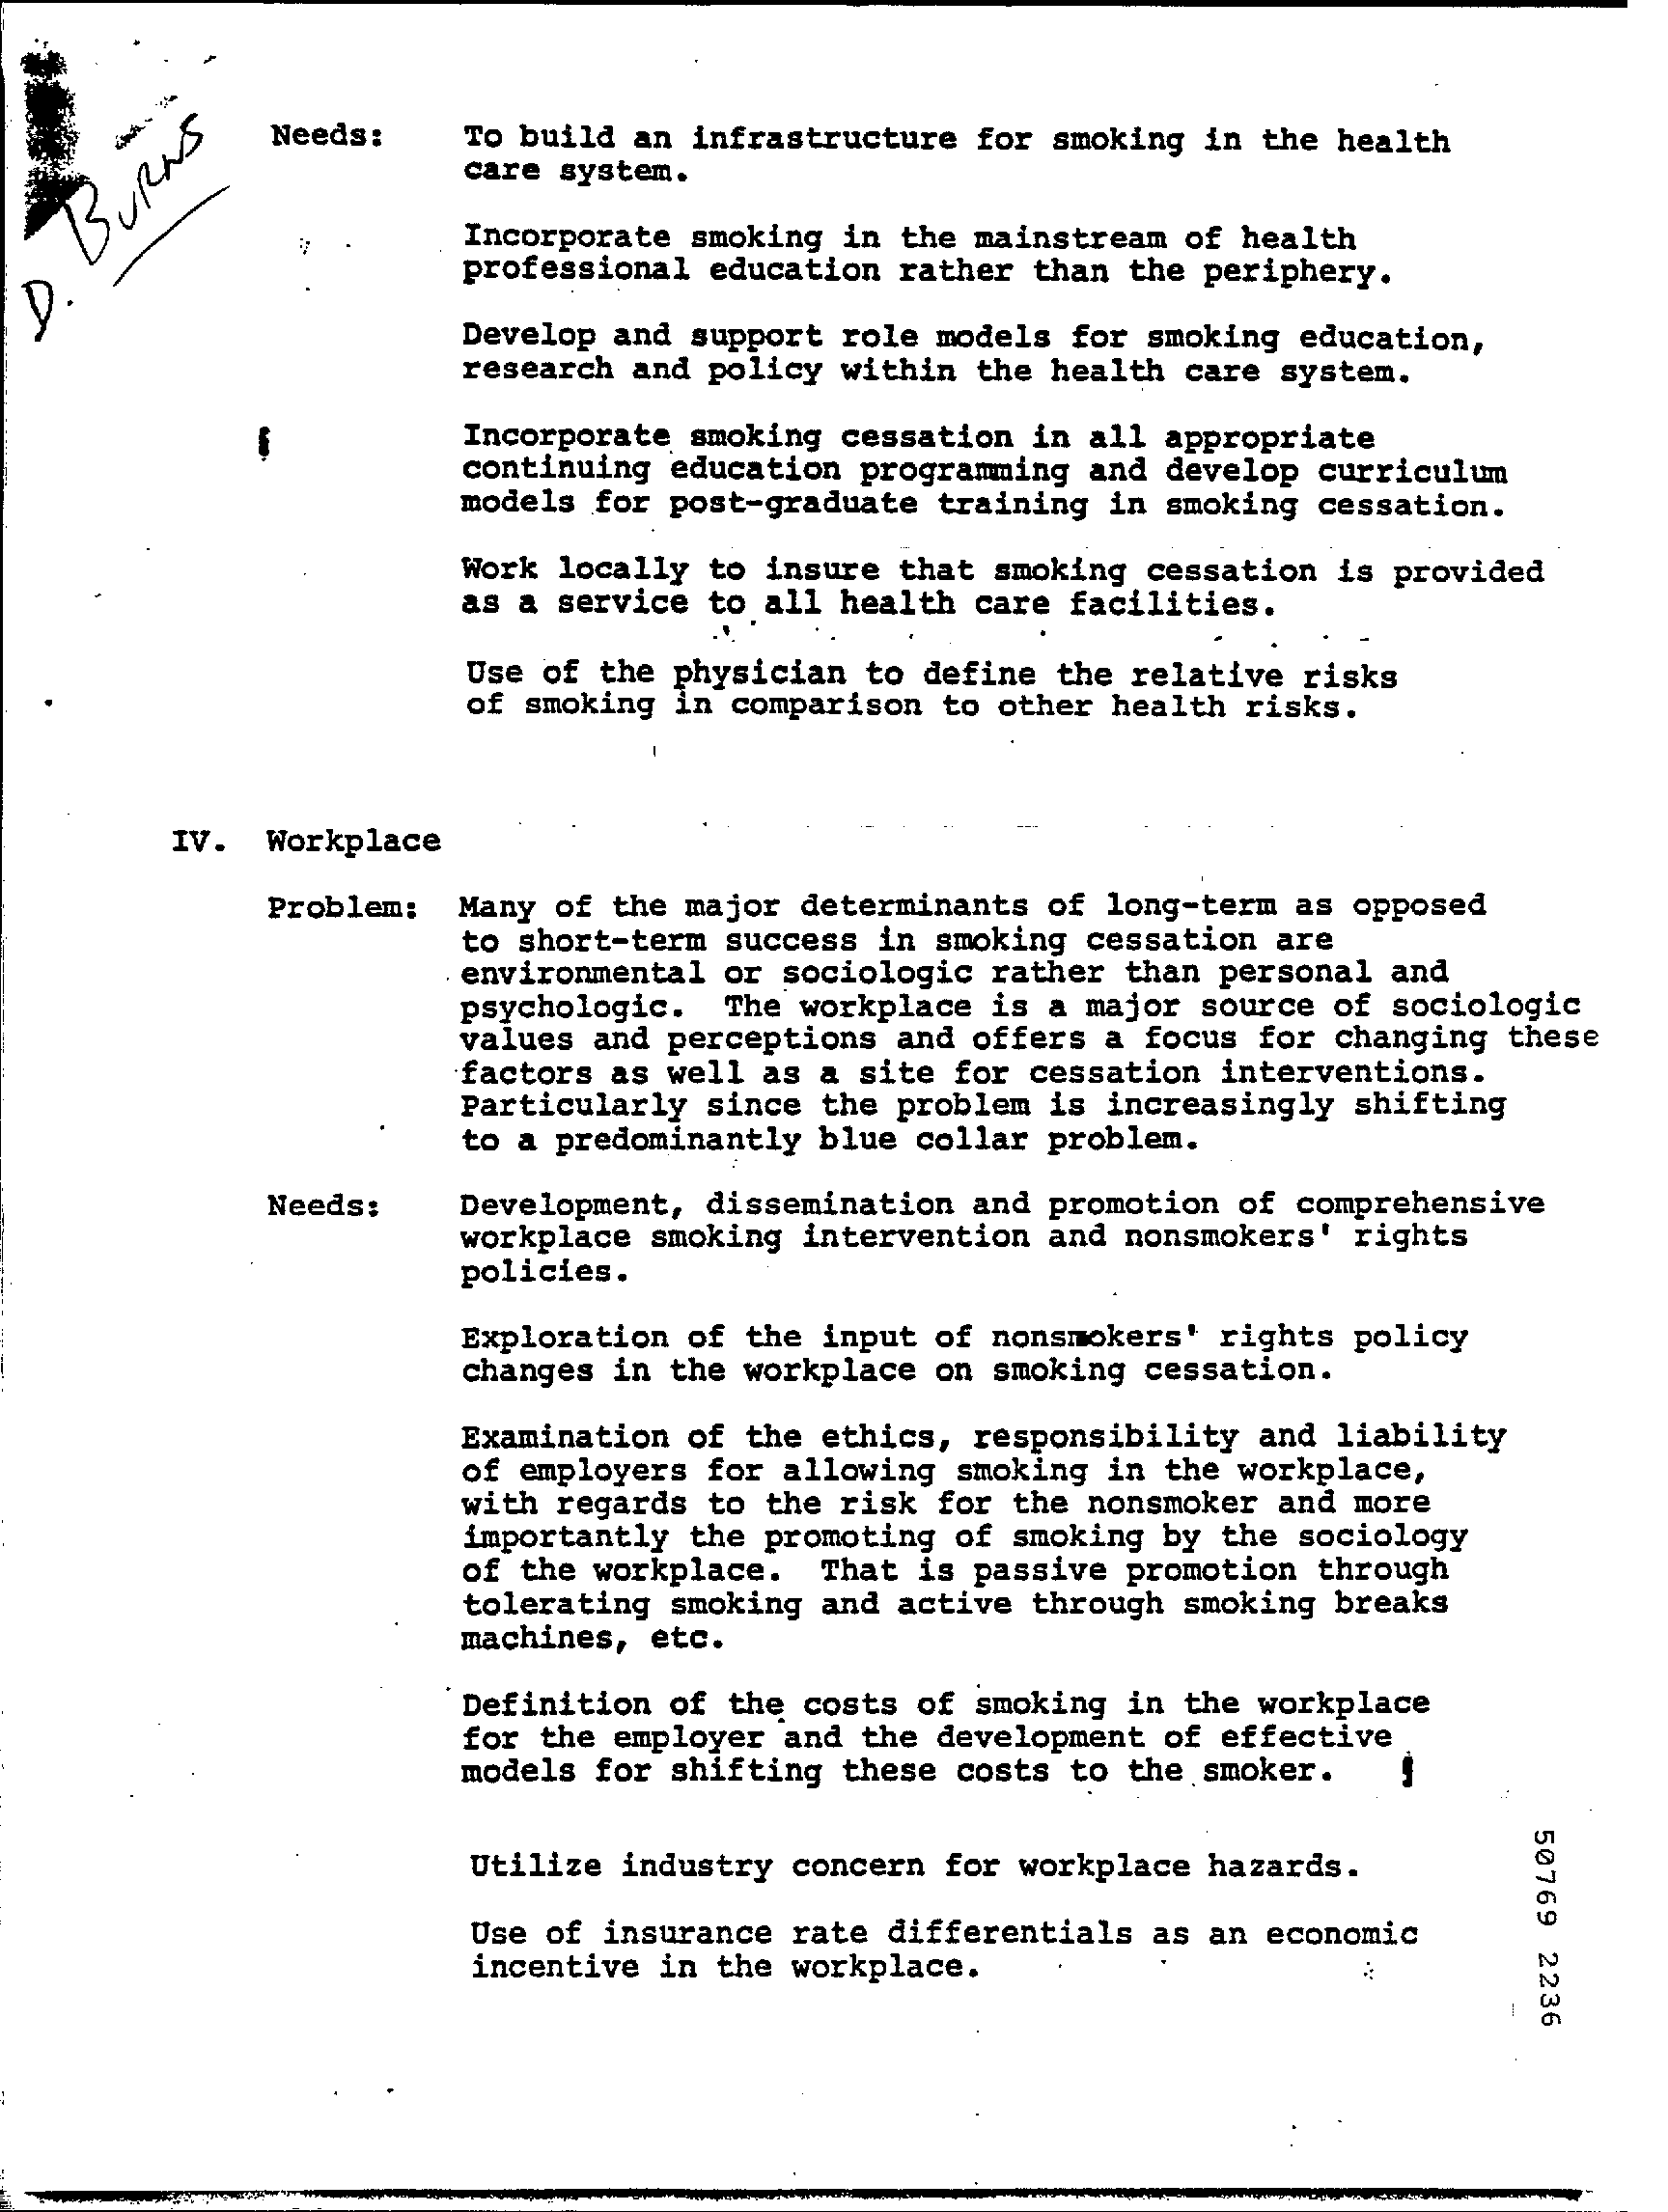 D. BURNS
Needs: To build an infrastructure for smoking in the health
care system.
Incorporate smoking in the mainstream of health
professional education rather than the periphery.
Develop and support role models for smoking education,
research and policy within the health care system.
Incorporate smoking cessation in all appropriate
continuing education programming and develop curriculum
models for post-graduate training in smoking cessation.
Work locally to insure that smoking cessation is provided
as a service to all health care facilities.
Use of the physician to define the relative risks
of smoking in comparison to other health risks.
IV. Workplace
Problem: Many of the major determinants of long-term as opposed
to short-term success in smoking cessation are
environmental or sociologic rather than personal and
psychologic. The workplace is a major source of sociologic
values and perceptions and offers a focus for changing these
factors as well as a site for cessation interventions.
Particularly since the problem is increasingly shifting
to a predominantly blue collar problem.
Needs: Development, dissemination and promotion of comprehensive
workplace smoking intervention and nonsmokers' rights
policies.
Exploration of the input of nonsmokers' rights policy
changes in the workplace on smoking cessation.
Examination of the ethics, responsibility and liability
of employers for allowing smoking in the workplace,
with regards to the risk for the nonsmoker and more
importantly the promoting of smoking by the sociology
of the workplace. That is passive promotion through
tolerating smoking and active through smoking breaks
machines, etc.
Definition of the costs of smoking in the workplace
for the employer and the development of effective
models for shifting these costs to the smoker.
Utilize industry concern for workplace hazards.
Use of insurance rate differentials as an economic
incentive in the workplace.
50769 2236